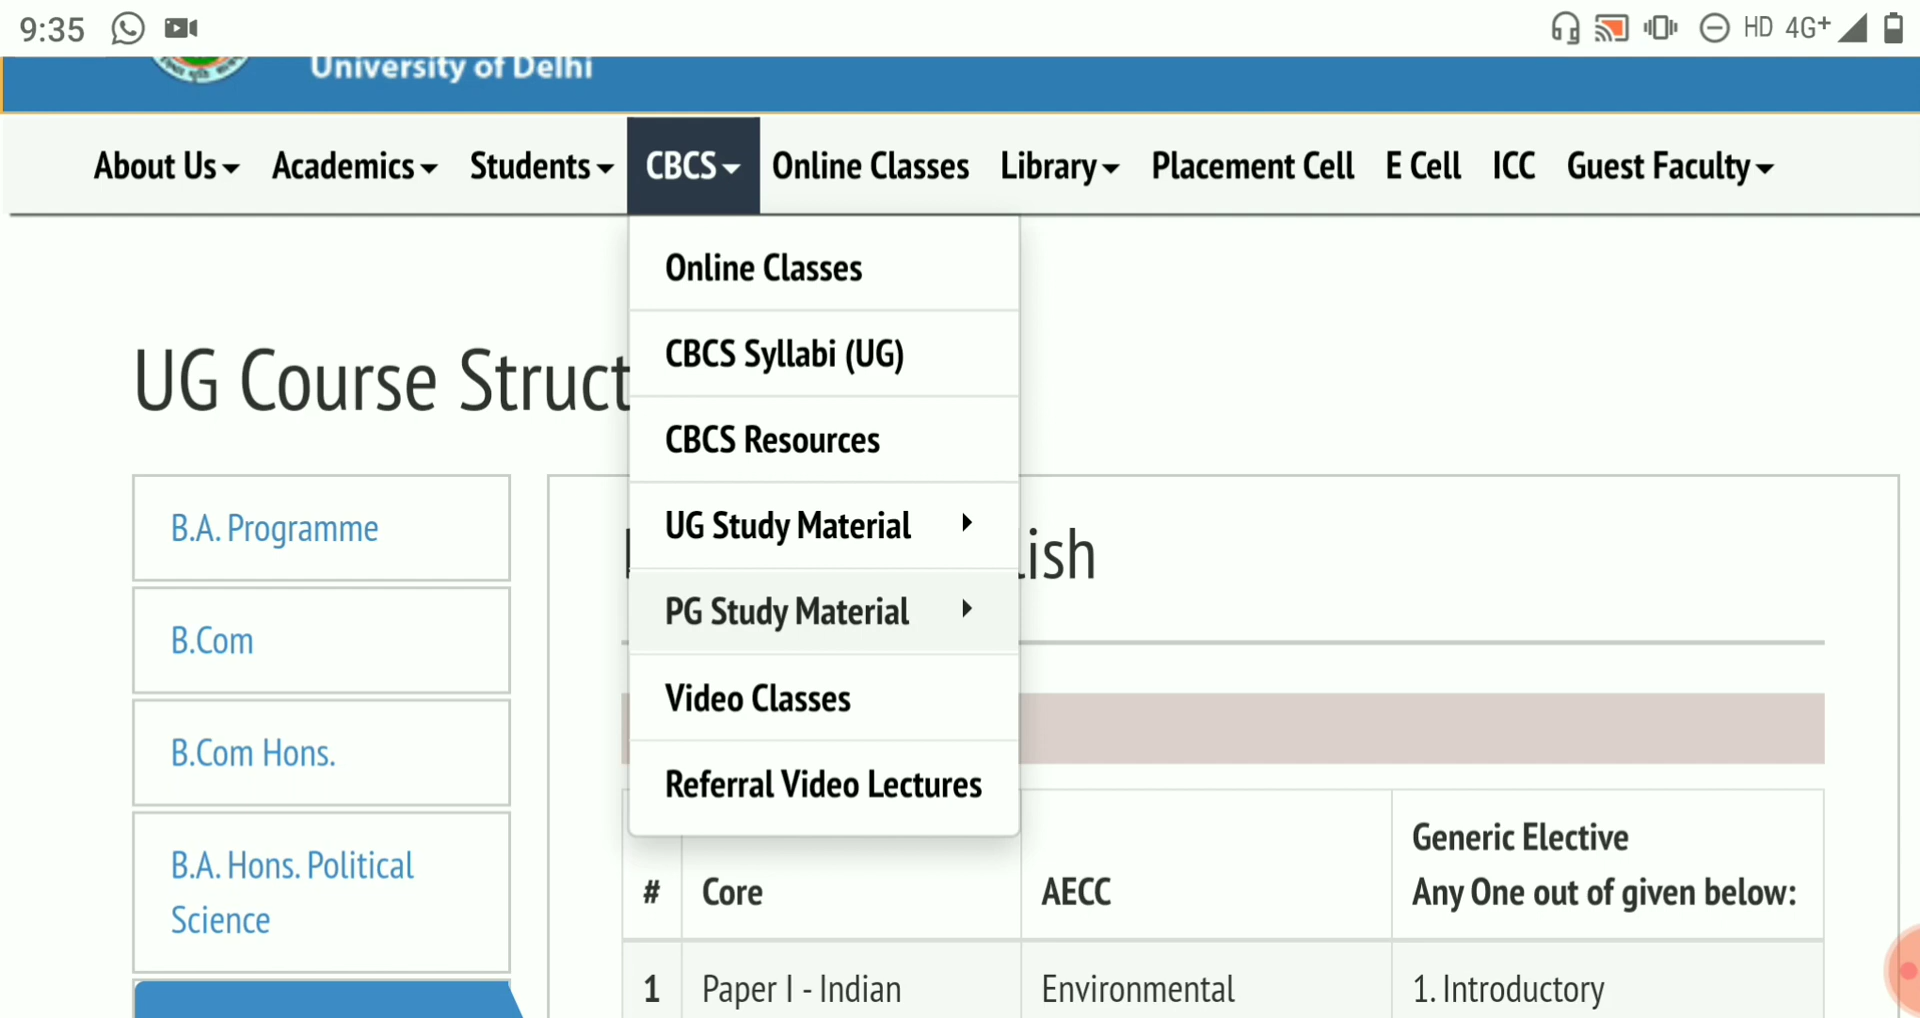 9:35
HD 4G+
University of Delhi
About Us Academics Students CBCS Online Classes Library Placement Cell E Cell ICC Guest Faculty
Online Classes
CBCS Syllabi (UG)
CBCS Resources
UG Study Material
PG Study Material
Video Classes
Referral Video Lectures
UG Course Struct
B.A. Programme
B.Com
B.Com Hons.
B.A. Hons. Political
Science
lish
Generic Elective
# Core AECC Any One out of given below:
1 Paper I - Indian Environmental 1. Introductory